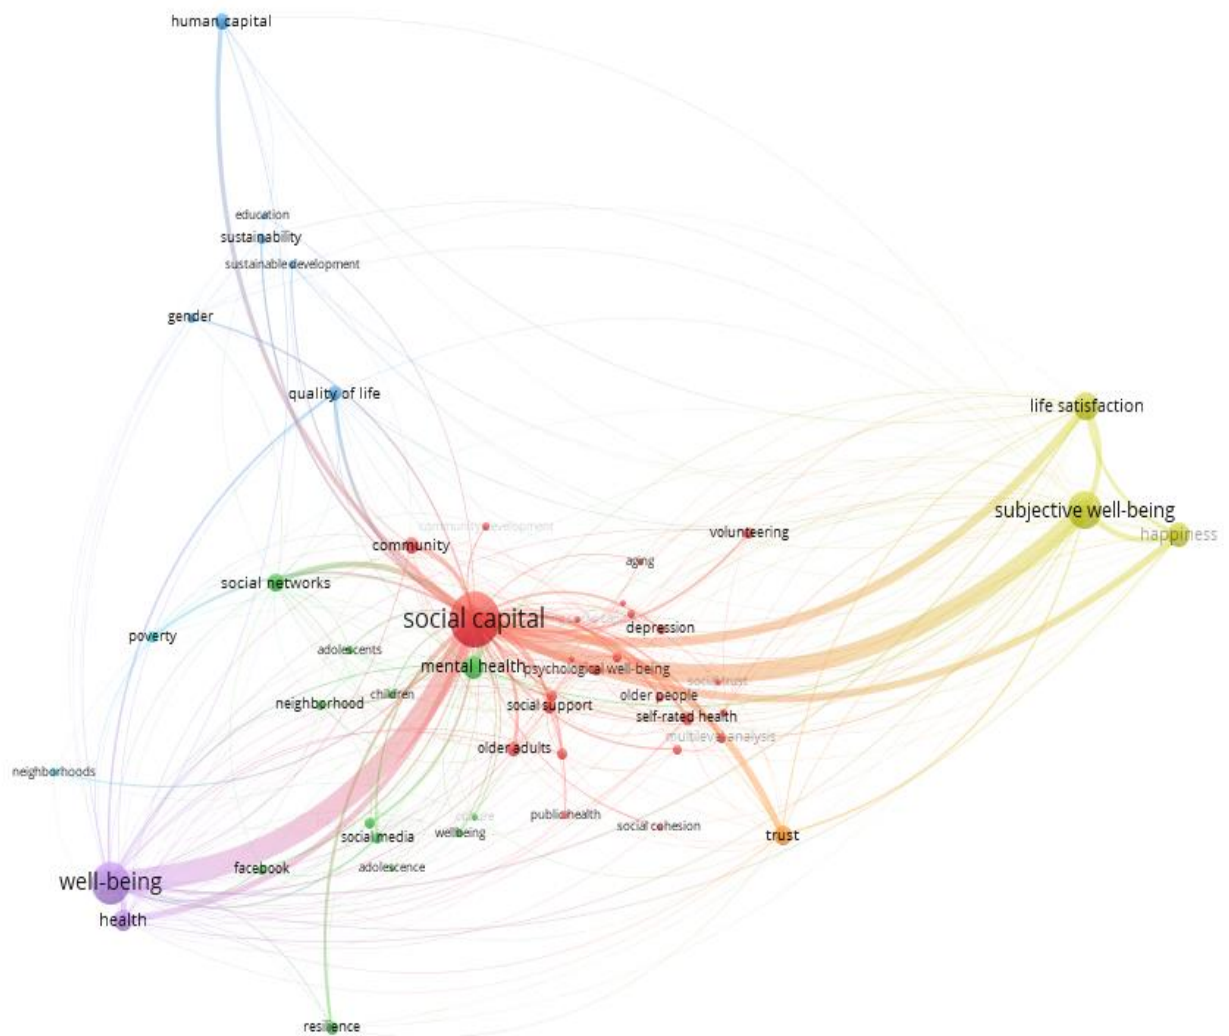 human capital
education
sustainability
sustainable development
gender
quality of life
life satisfaction
subjective well-being
happiness
community development
volunteering
community
aging
social networks
social capital
depression
poverty
adolescents
mental health
psychological well-being
social trust
children
older people
neighborhood
social support
self-rated health
multilevel analysis
older adults
neighborhoods
public health
culture
social cohesion
social media
wellbeing
trust
facebook
adolescence
well-being
health
resilience